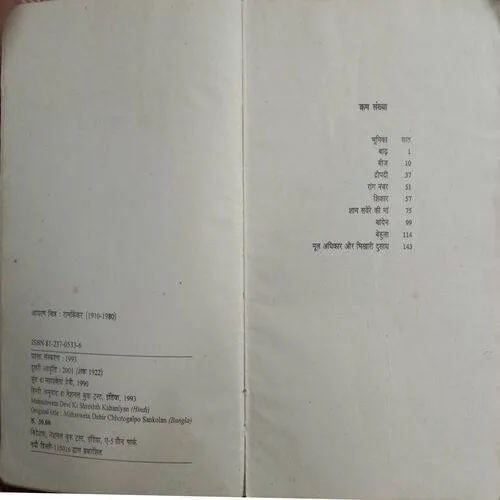 आवरण चित्र : रामकिंकर (1910-1980)
ISBN 81-237-0533-6
पहला संस्करण : 1993
दूसरी आवृत्ति : 2001 (शक 1922)
मूल © महाश्वेता देवी, 1990
हिन्दी अनुवाद © नेशनल बुक ट्रस्ट, इंडिया, 1993
Mahasweta Devi Ki Shreshth Kahaniyan (Hindi)
Original title : Mahasweta Debir Chhotogalpo Sankolan (Bangla)
रु. 30.00
निदेशक, नेशनल बुक ट्रस्ट, इंडिया, ए-5 ग्रीन पार्क
नयी दिल्ली-110016 द्वारा प्रकाशित
क्रम संख्या
भूमिका सात
बाढ़ 1
बीज 10
द्रौपदी 37
रांग नंबर 51
शिकार 57
शाम सवेरे की मां 75
बांयेन 99
बेहुला 114
मूल अधिकार और भिखारी दुसाध 143